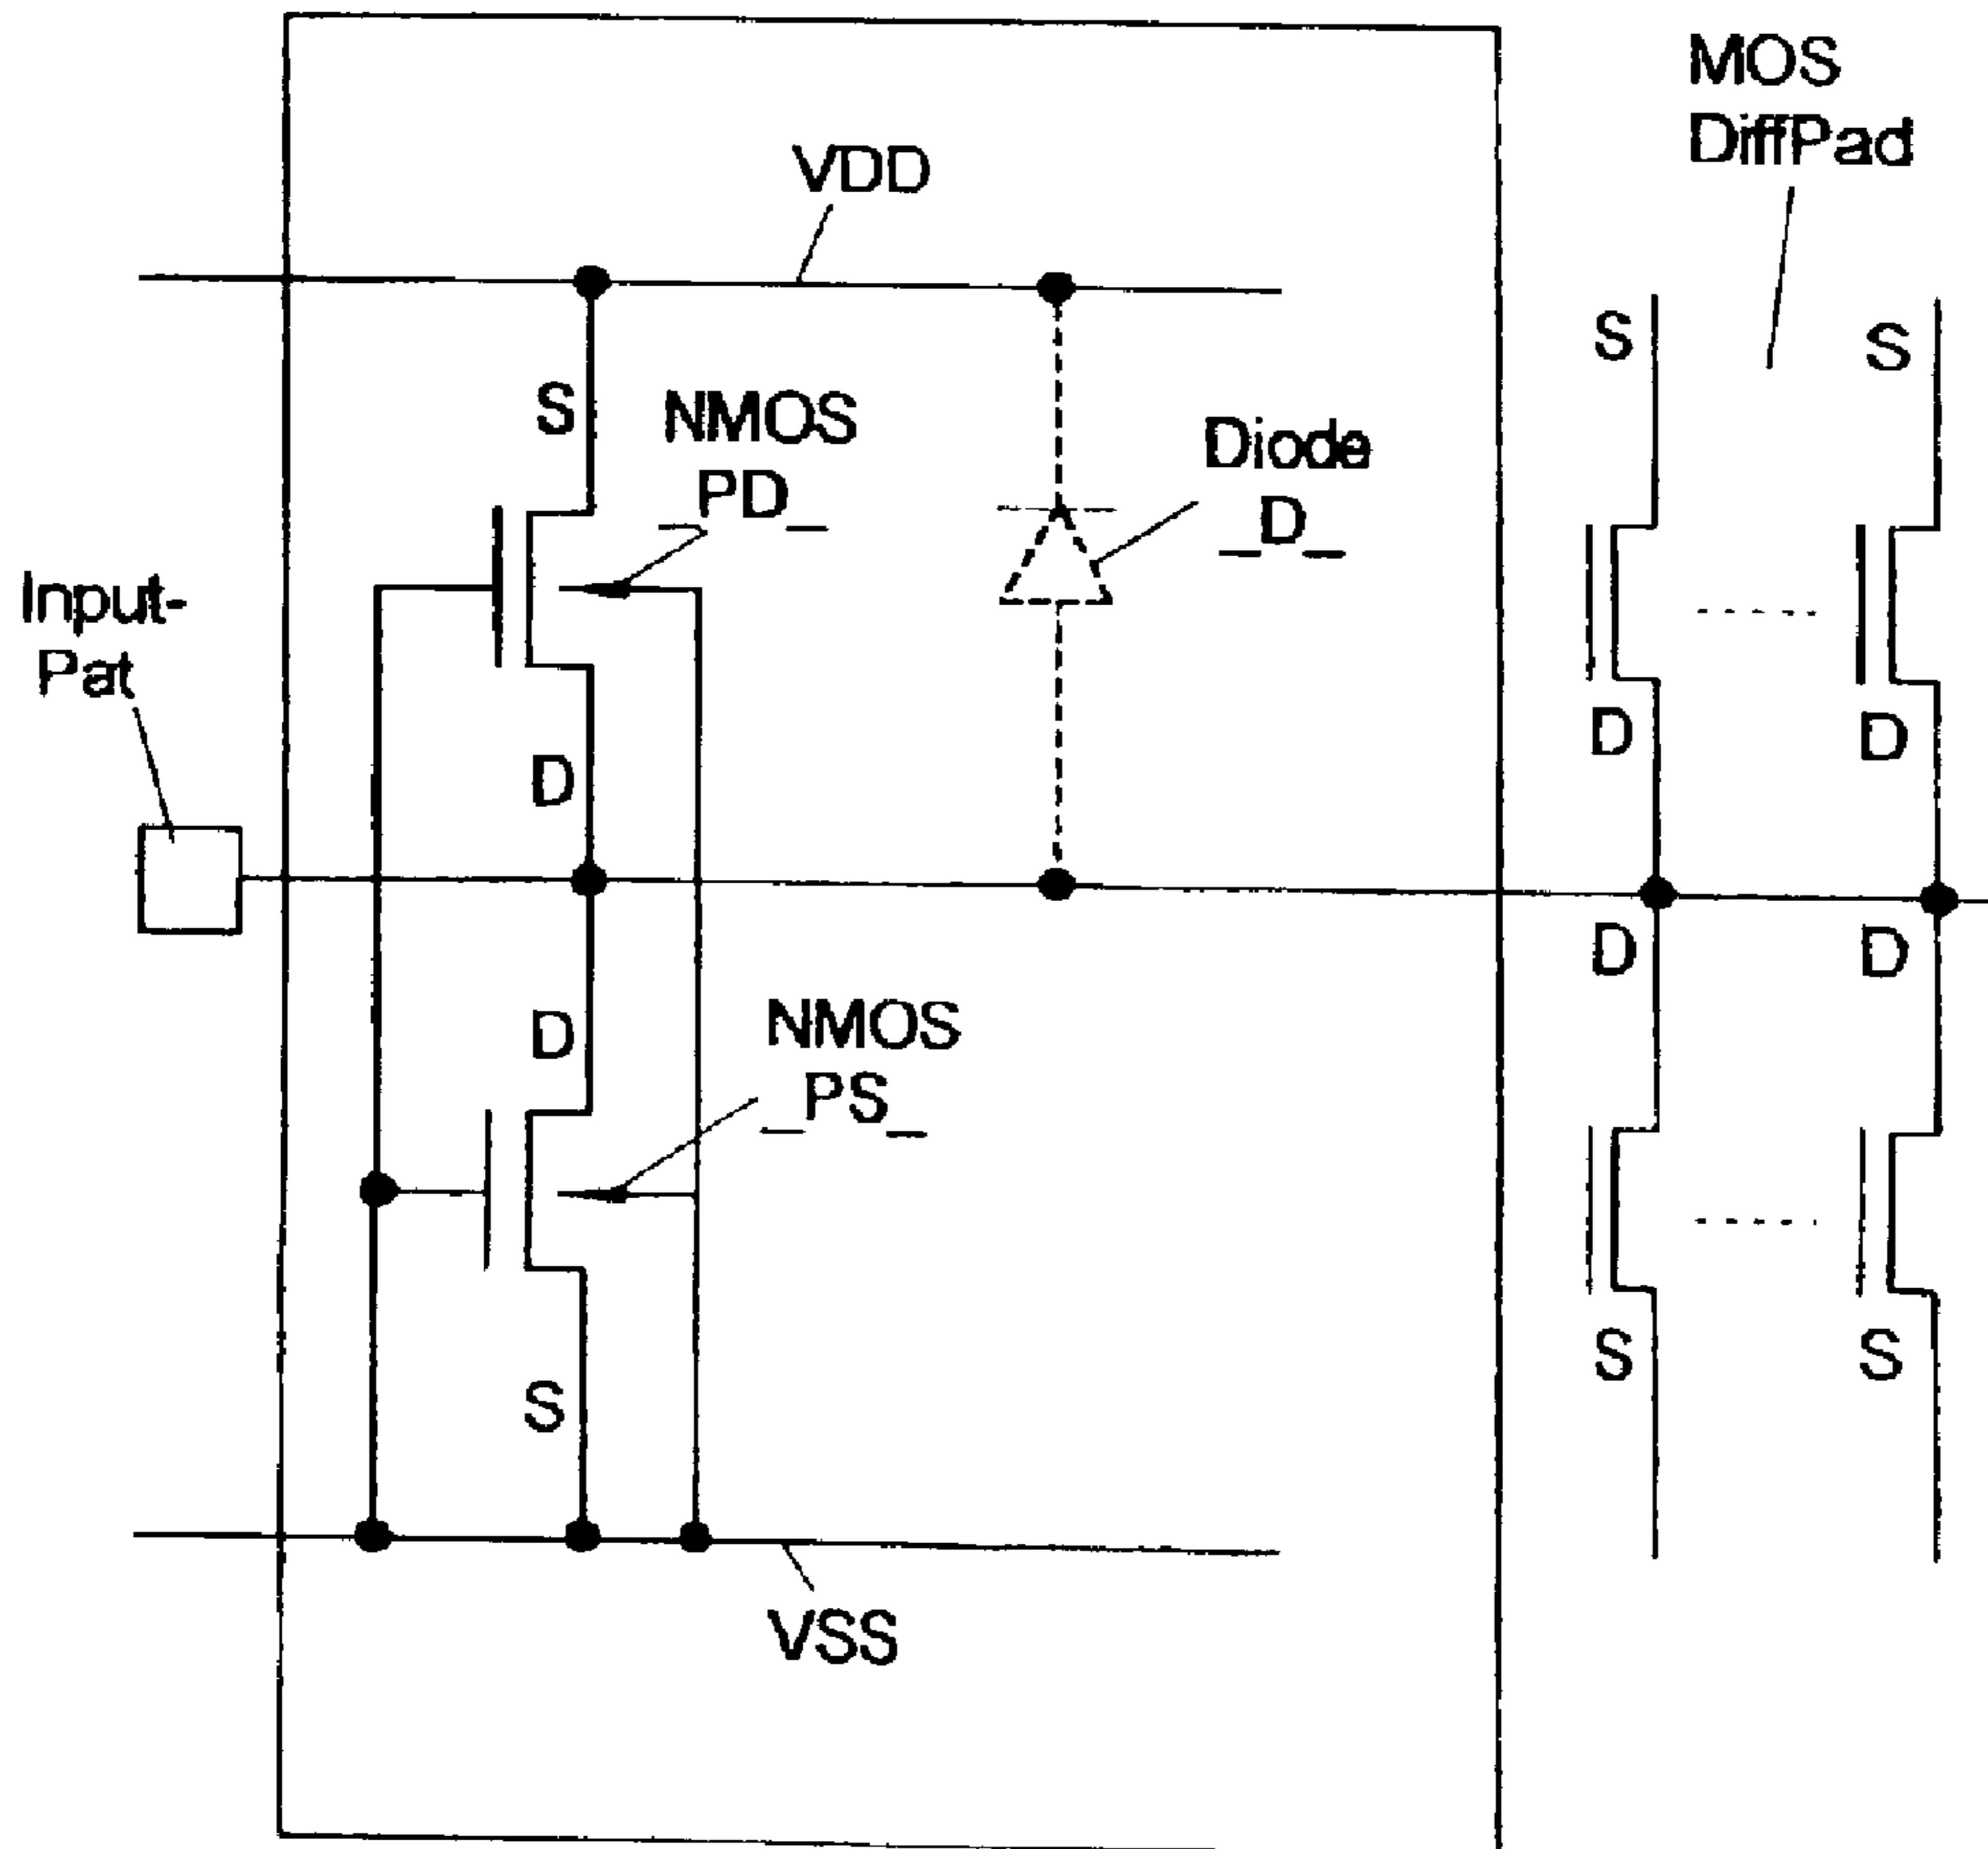 MOS
DiffPad
VDD
S
S
S
NMOS
_PD_
Diode
_D_
Input-
Pat
D
D
D
D
D
D
NMOS
_PS_
S
S
S
VSS